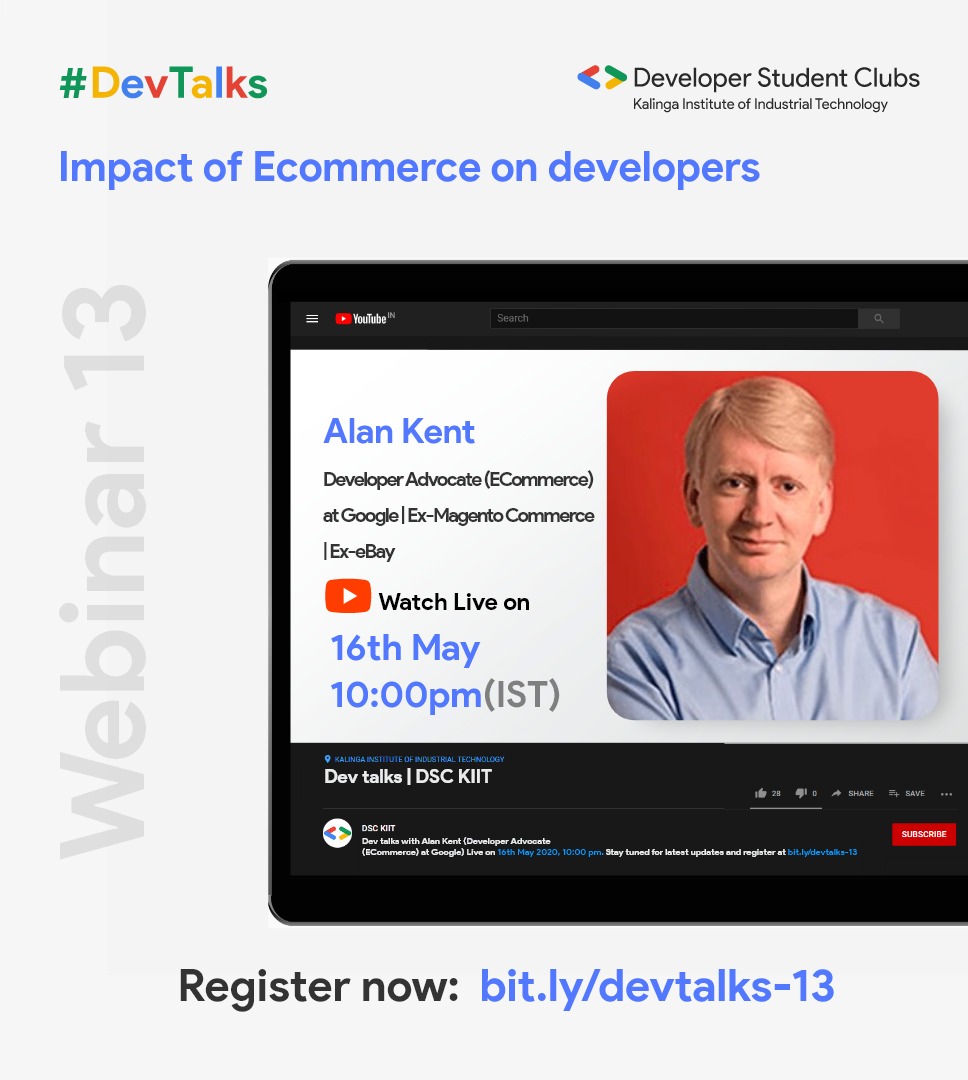 #DevTalks
Developer Student Clubs
Kalinga Institute of Industrial Technology
Impact of Ecommerce on developers
Webinar 13
YouTube IN
Search
Alan Kent
Developer Advocate (ECommerce)
at Google | Ex-Magento Commerce
| Ex-eBay
Watch Live on
16th May
10:00pm(IST)
KALINGA INSTITUTE OF INDUSTRIAL TECHNOLOGY
Dev talks | DSC KIIT
28 0 SHARE SAVE ...
DSC KIIT
SUBSCRIBE
Dev talks with Alan Kent (Developer Advocate
(ECommerce) at Google) Live on 16th May 2020, 10:00 pm. Stay tuned for latest updates and register at bit.ly/devtalks-13
Register now: bit.ly/devtalks-13